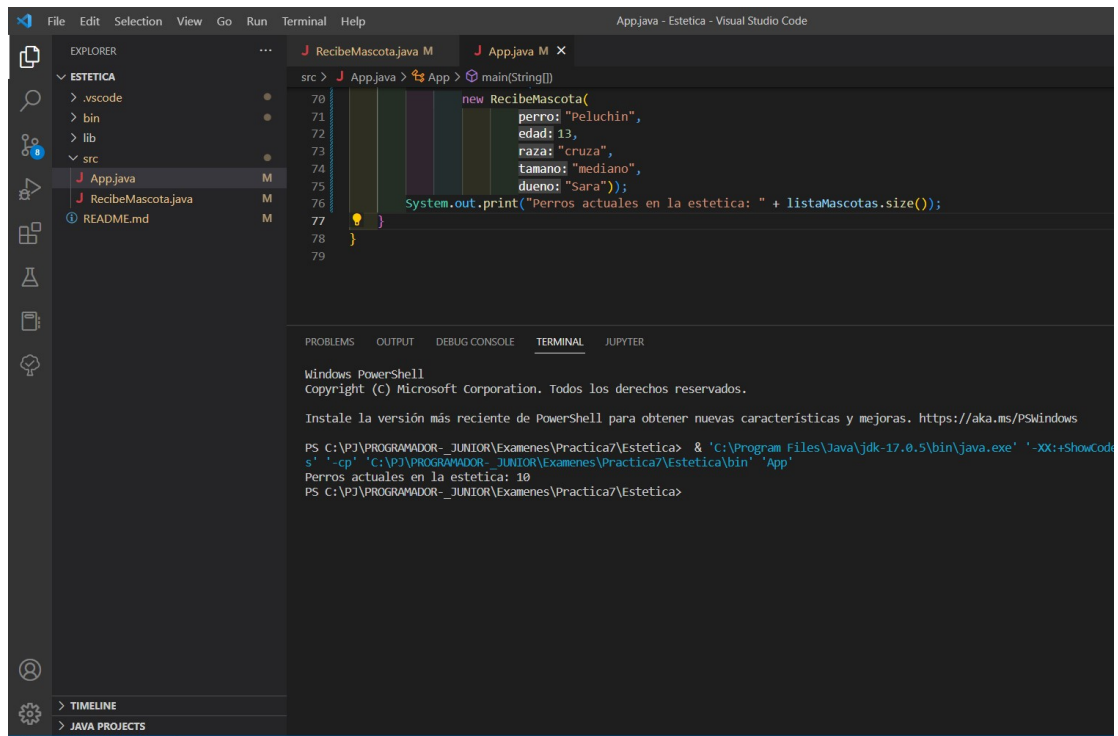 File Edit Selection View Go Run Terminal Help App.java - Estetica - Visual Studio Code
EXPLORER ...
ESTETICA
.vscode
bin
lib
src
App.java M
RecibeMascota.java M
README.md M
8
TIMELINE
JAVA PROJECTS
RecibeMascota.java M App.java M
src > App.java > App > main(String[])
70 new RecibeMascota(
71 perro: "Peluchin",
72 edad: 13,
73 raza: "cruza",
74 tamano: "mediano",
75 dueno: "Sara"));
76 System.out.print("Perros actuales en la estetica: " + listaMascotas.size());
77 }
78 }
79
PROBLEMS OUTPUT DEBUG CONSOLE TERMINAL JUPYTER
Windows PowerShell
Copyright (C) Microsoft Corporation. Todos los derechos reservados.
Instale la versión más reciente de PowerShell para obtener nuevas características y mejoras. https://aka.ms/PSWindows
PS C:\PJ\PROGRAMADOR-_JUNIOR\Examenes\Practica7\Estetica> & 'C:\Program Files\Java\jdk-17.0.5\bin\java.exe' '-XX:+ShowCode
s' '-cp' 'C:\PJ\PROGRAMADOR-_JUNIOR\Examenes\Practica7\Estetica\bin' 'App'
Perros actuales en la estetica: 10
PS C:\PJ\PROGRAMADOR-_JUNIOR\Examenes\Practica7\Estetica>